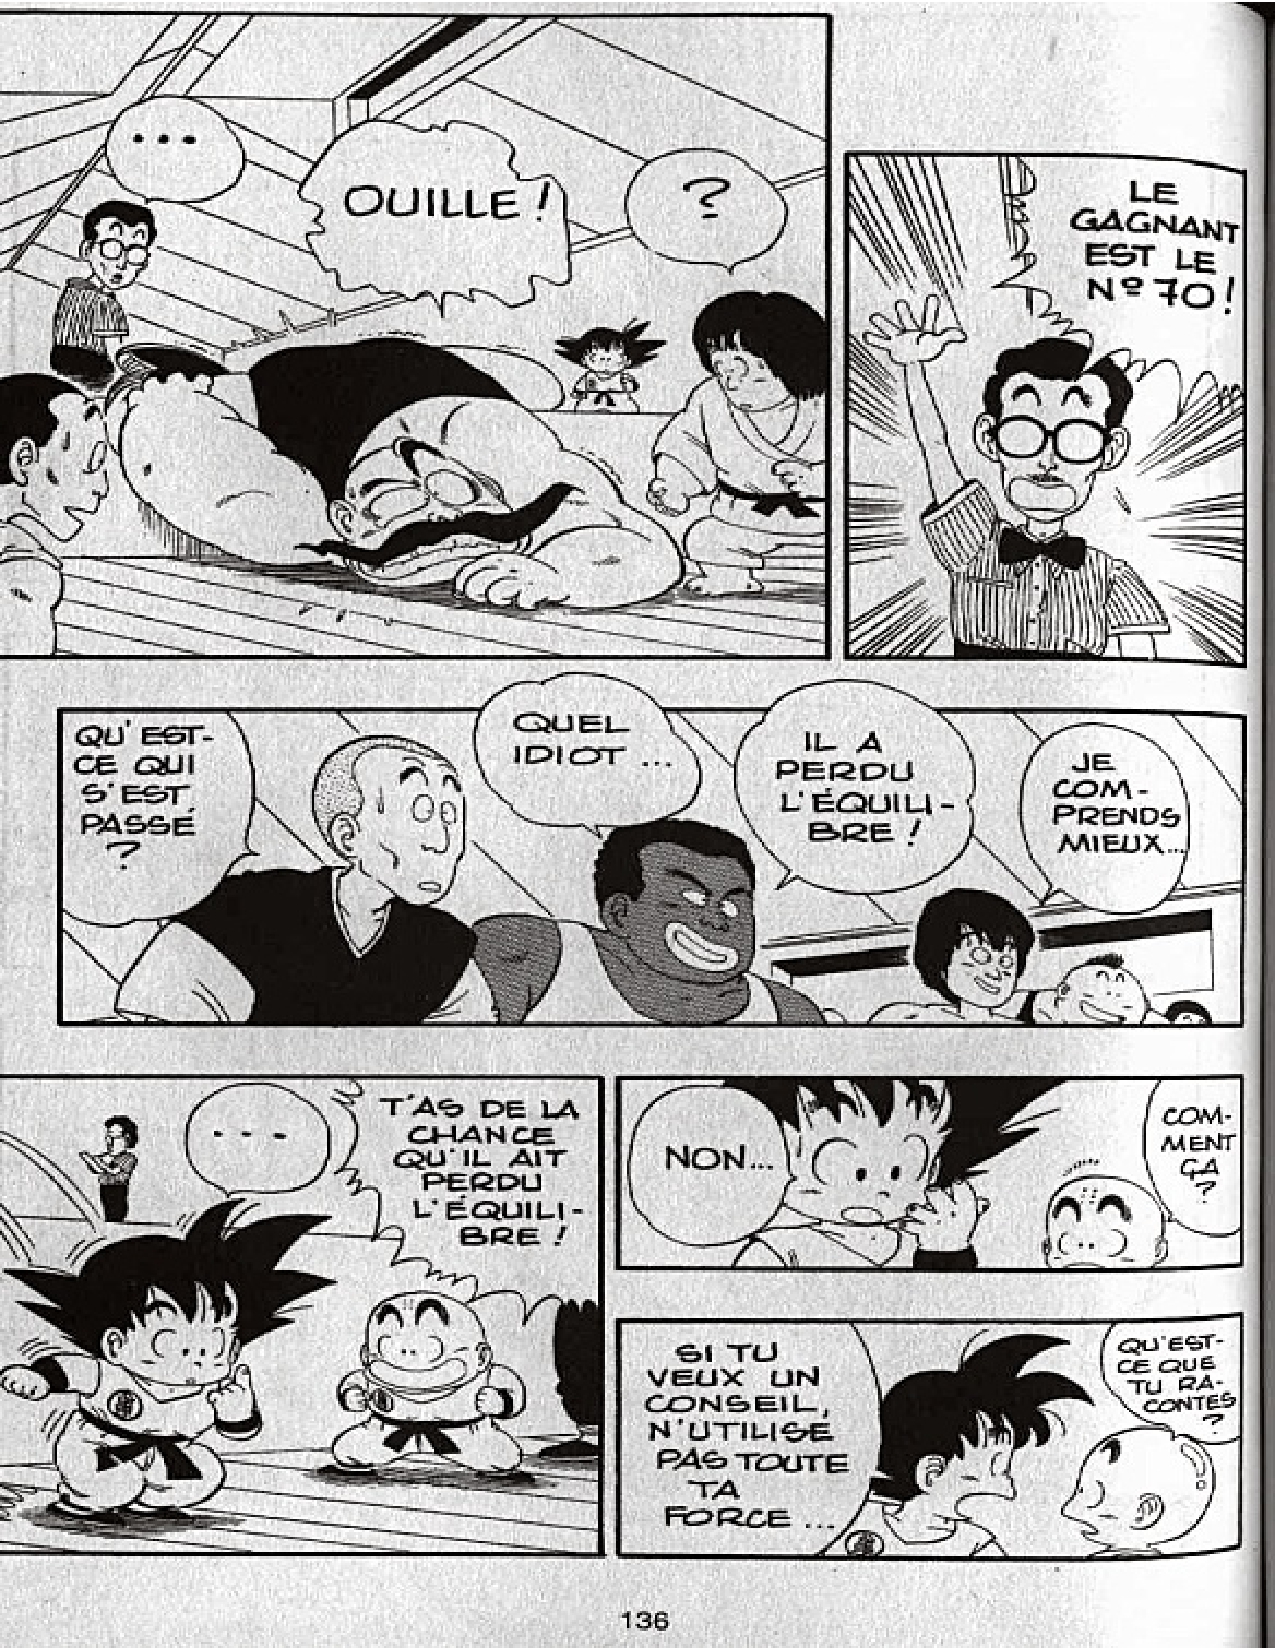 ...
OUILLE !
?
LE
GAGNANT
EST LE
Nº 70 !
QU'EST-
CE QUI
S'EST
PASSÉ
?
QUEL
IDIOT ...
IL A
PERDU
L'ÉQUILI-
BRE !
JE
COM-
PRENDS
MIEUX...
...
T'AS DE LA
CHANCE
QU'IL AIT
PERDU
L'ÉQUILI-
BRE !
NON...
COM-
MENT
ÇA
?
SI TU
VEUX UN
CONSEIL,
N'UTILISE
PAS TOUTE
TA
FORCE ...
QU'EST-
CE QUE
TU RA-
CONTES
?
136